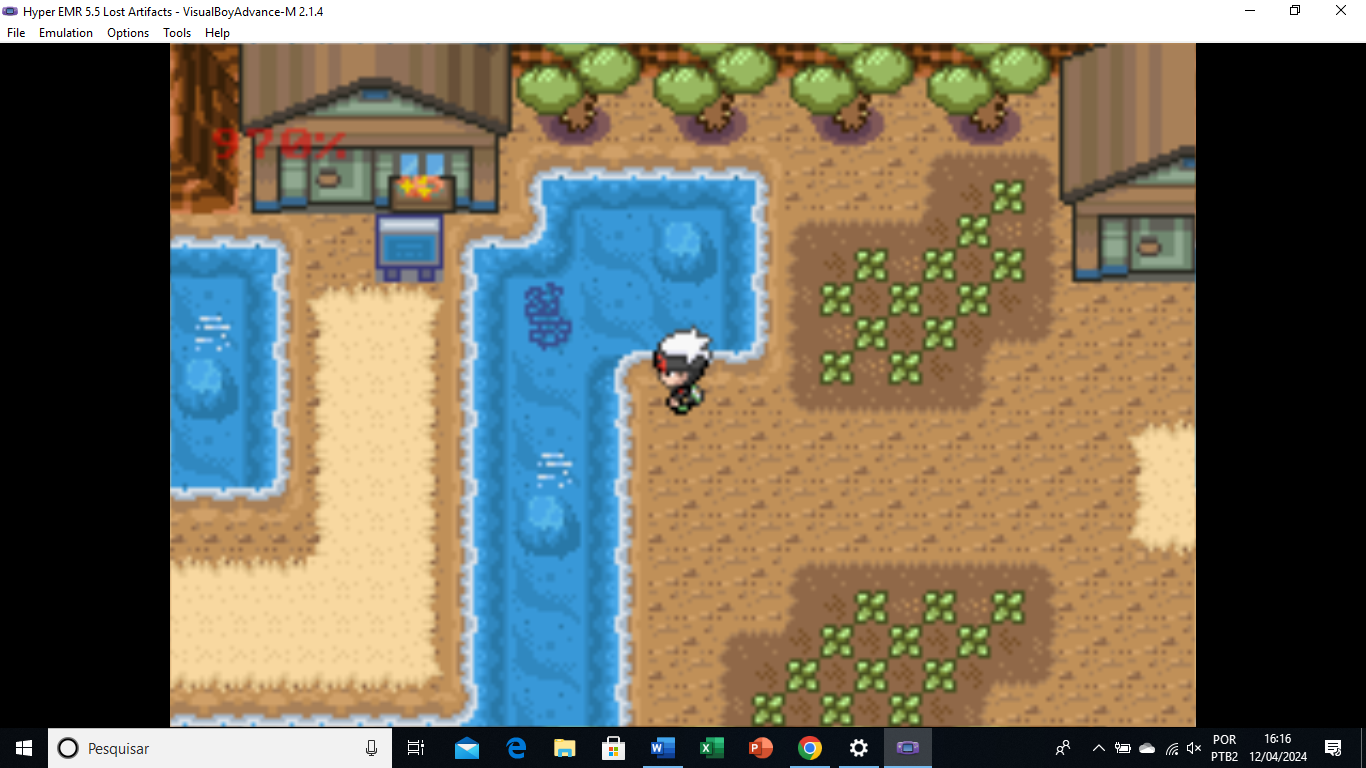 Hyper EMR 5.5 Lost Artifacts - VisualBoyAdvance-M 2.1.4
File Emulation Options Tools Help
970%
Pesquisar
POR
PTB2
16:16
12/04/2024